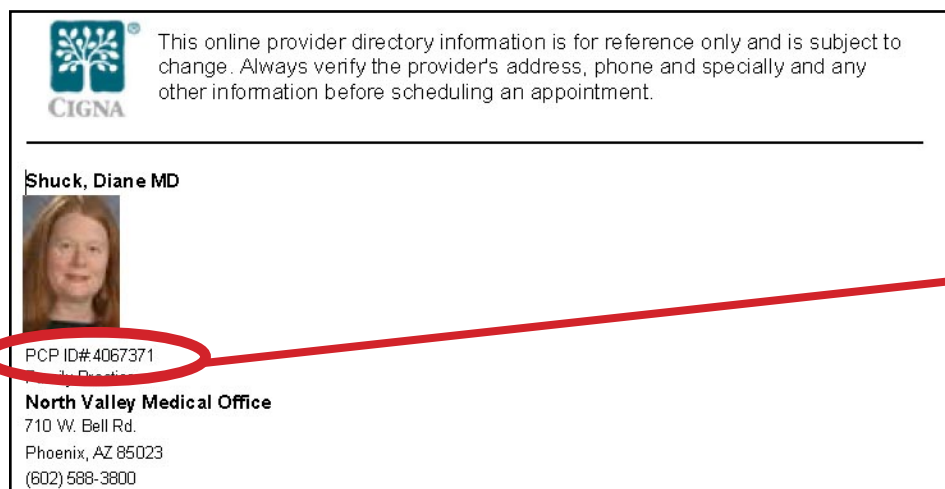 This online provider directory information is for reference only and is subject to
change. Always verify the provider's address, phone and specially and any
other information before scheduling an appointment.
CIGNA
Shuck, Diane MD
PCP ID#:4067371
Family Practice
North Valley Medical Office
710 W. Bell Rd.
Phoenix, AZ 85023
(602) 588-3800